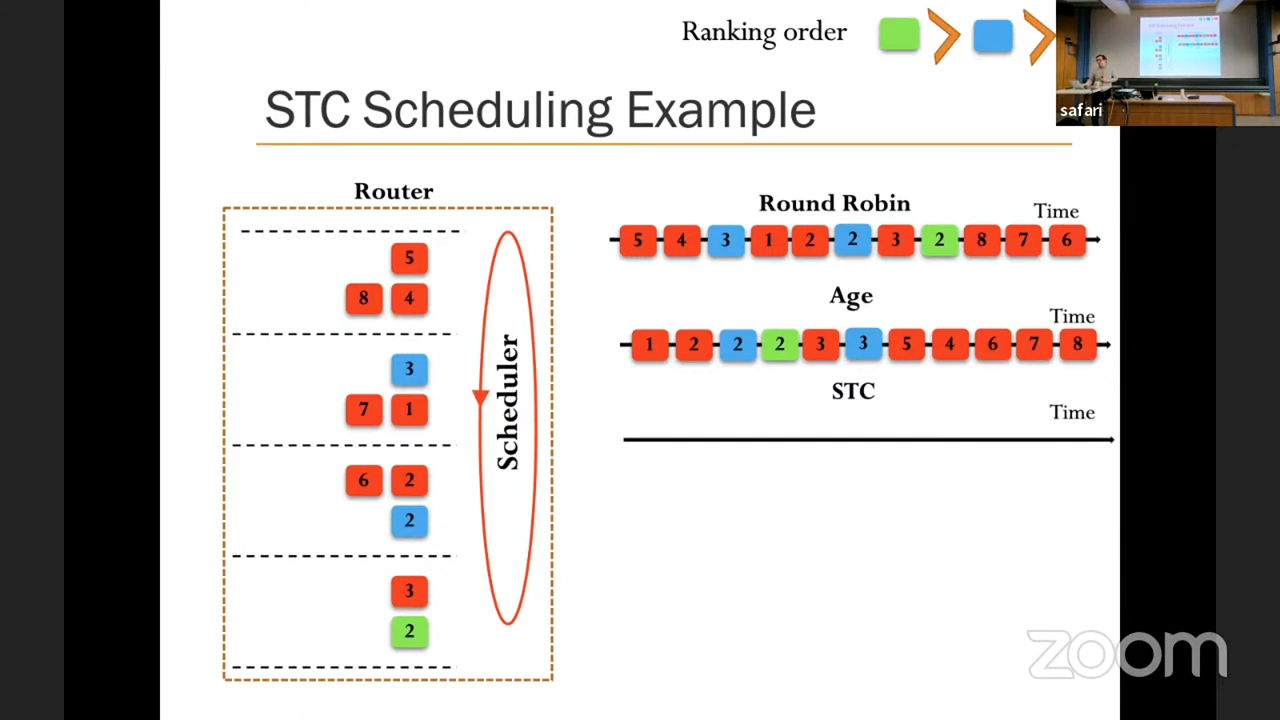 Ranking order
safari
STC Scheduling Example
Router
5
8 4
3
7 1
6 2
2
3
2
Scheduler
Round Robin
Time
5 4 3 1 2 2 3 2 8 7 6
Age
Time
1 2 2 2 3 3 5 4 6 7 8
STC
Time
zoom